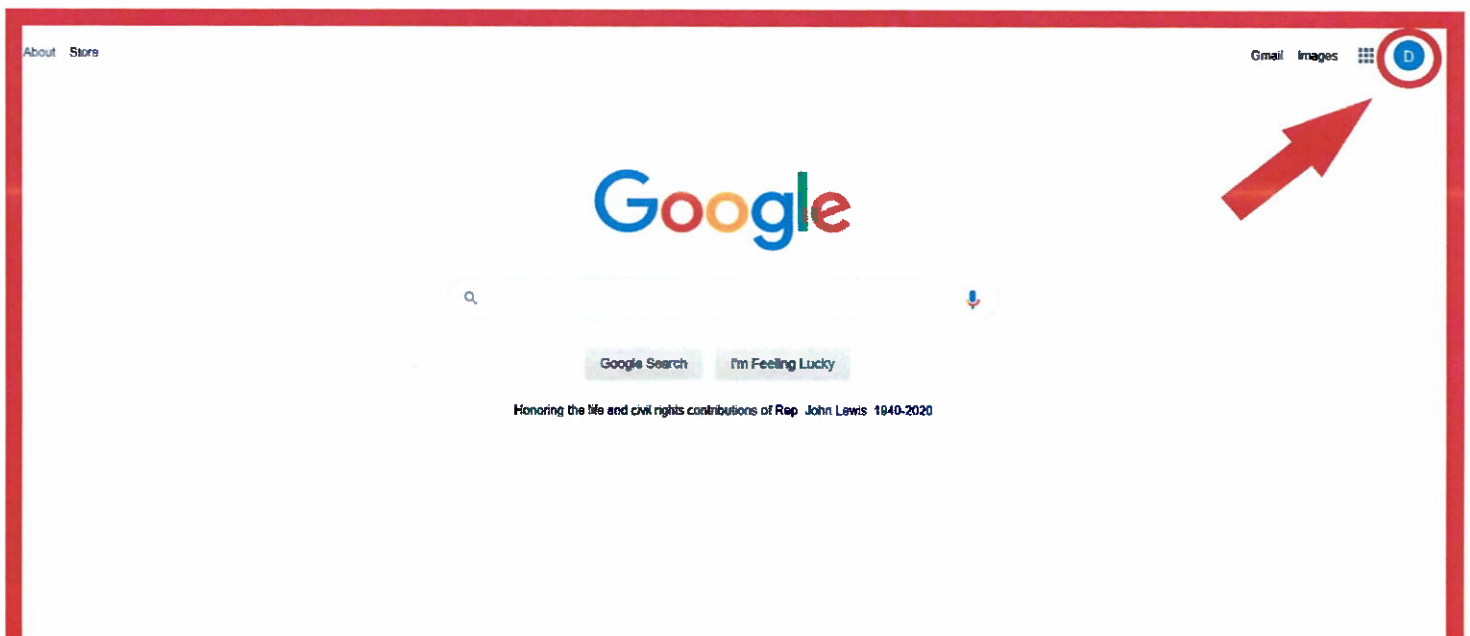 About Store
Gmail Images D
Google
Google Search I'm Feeling Lucky
Honoring the life and civil rights contributions of Rep John Lewis 1940-2020